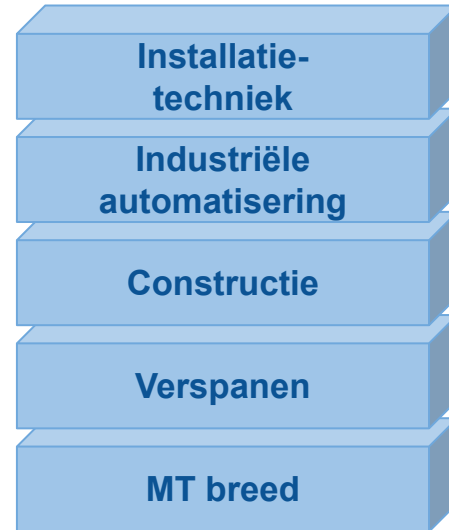 Installatie-
techniek
Industriële
automatisering
Constructie
Verspanen
MT breed